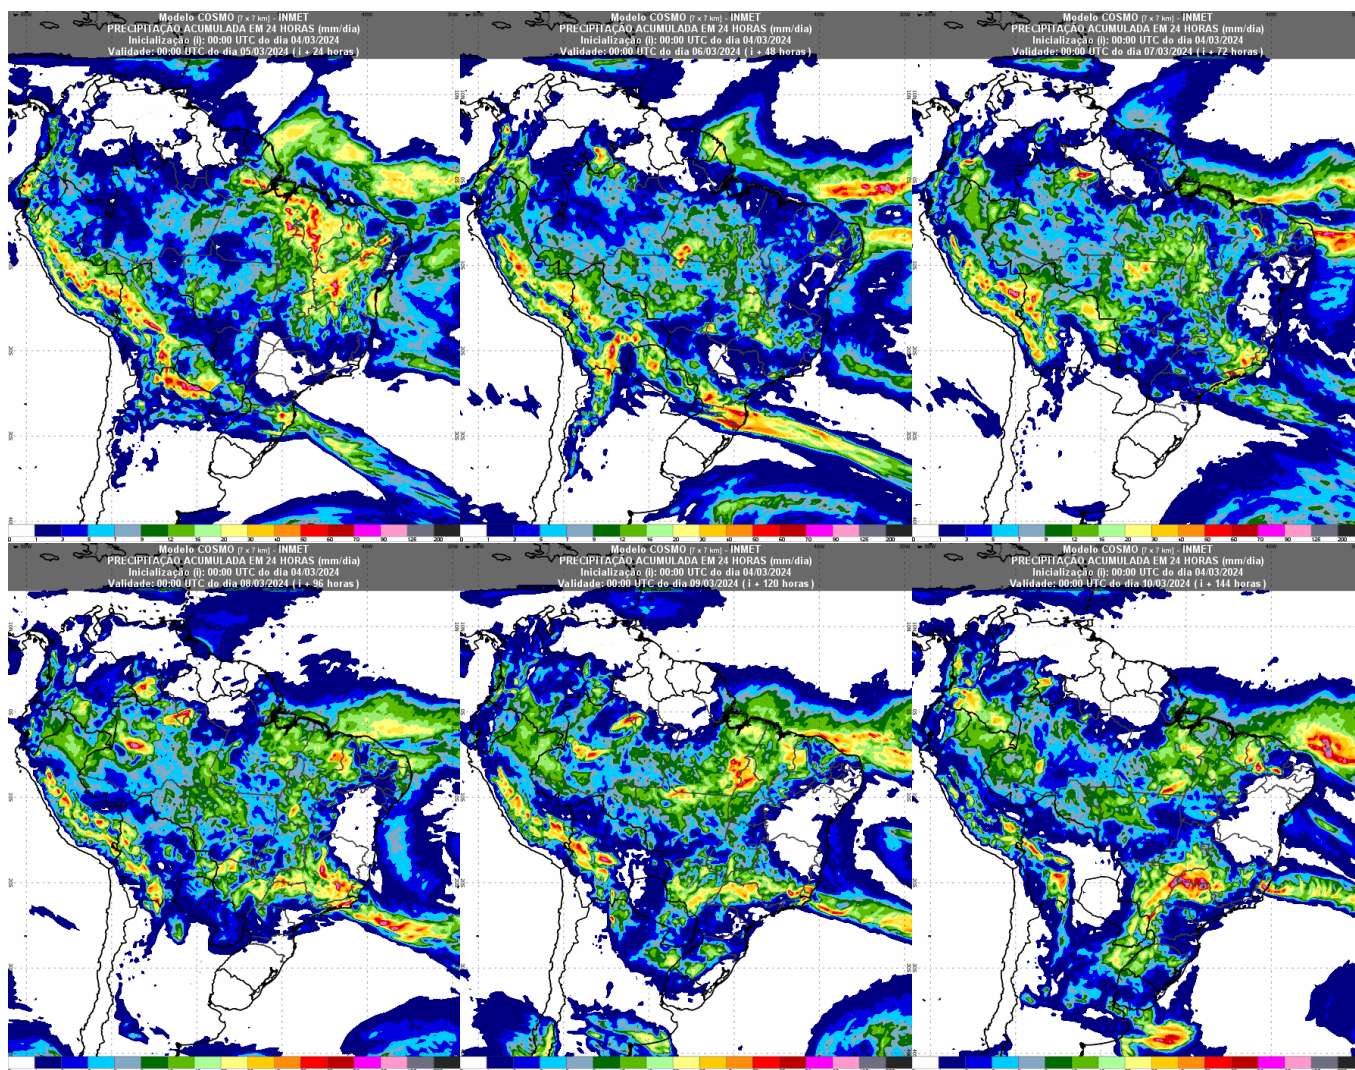 Modelo COSMO [7 x 7 km] - INMET
PRECIPITAÇÃO ACUMULADA EM 24 HORAS (mm/dia)
Inicialização (i): 00:00 UTC do dia 04/03/2024
Validade: 00:00 UTC do dia 05/03/2024 ( i + 24 horas )
Modelo COSMO [7 x 7 km] - INMET
PRECIPITAÇÃO ACUMULADA EM 24 HORAS (mm/dia)
Inicialização (i): 00:00 UTC do dia 04/03/2024
Validade: 00:00 UTC do dia 06/03/2024 ( i + 48 horas )
Modelo COSMO [7 x 7 km] - INMET
PRECIPITAÇÃO ACUMULADA EM 24 HORAS (mm/dia)
Inicialização (i): 00:00 UTC do dia 04/03/2024
Validade: 00:00 UTC do dia 07/03/2024 ( i + 72 horas )
Modelo COSMO [7 x 7 km] - INMET
PRECIPITAÇÃO ACUMULADA EM 24 HORAS (mm/dia)
Inicialização (i): 00:00 UTC do dia 04/03/2024
Validade: 00:00 UTC do dia 08/03/2024 ( i + 96 horas )
Modelo COSMO [7 x 7 km] - INMET
PRECIPITAÇÃO ACUMULADA EM 24 HORAS (mm/dia)
Inicialização (i): 00:00 UTC do dia 04/03/2024
Validade: 00:00 UTC do dia 09/03/2024 ( i + 120 horas )
Modelo COSMO [7 x 7 km] - INMET
PRECIPITAÇÃO ACUMULADA EM 24 HORAS (mm/dia)
Inicialização (i): 00:00 UTC do dia 04/03/2024
Validade: 00:00 UTC do dia 10/03/2024 ( i + 144 horas )